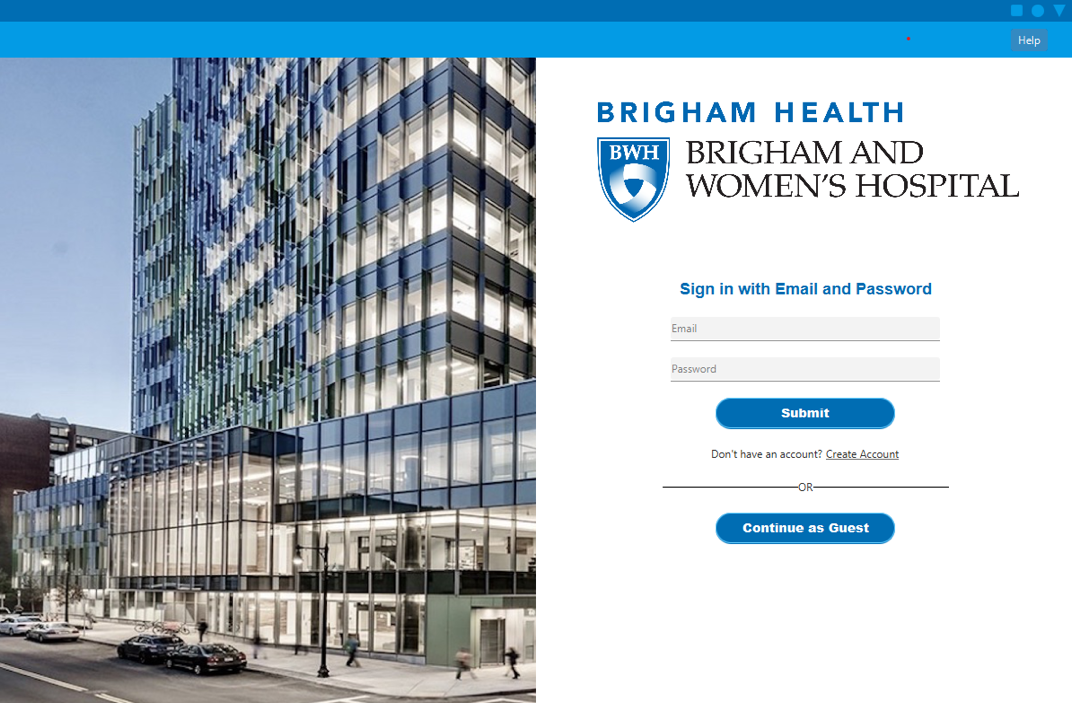 Help
BRIGHAM HEALTH
BWH
BRIGHAM AND
WOMEN'S HOSPITAL
Sign in with Email and Password
Email
Password
Submit
Don't have an account? Create Account
OR
Continue as Guest